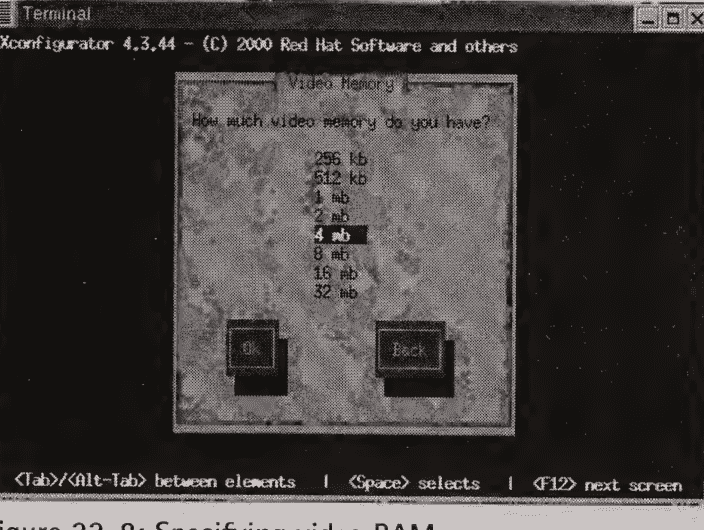 Terminal
Xconfigurator 4.3.44 - (C) 2000 Red Hat Software and others
Video Memory
How much video memory do you have?
256 kb
512 kb
1 mb
2 mb
4 mb
8 mb
16 mb
32 mb
Ok
Back
<Tab>/<Alt-Tab> between elements | <Space> selects | <F12> next screen
igure 22-8: Specifying video RAM